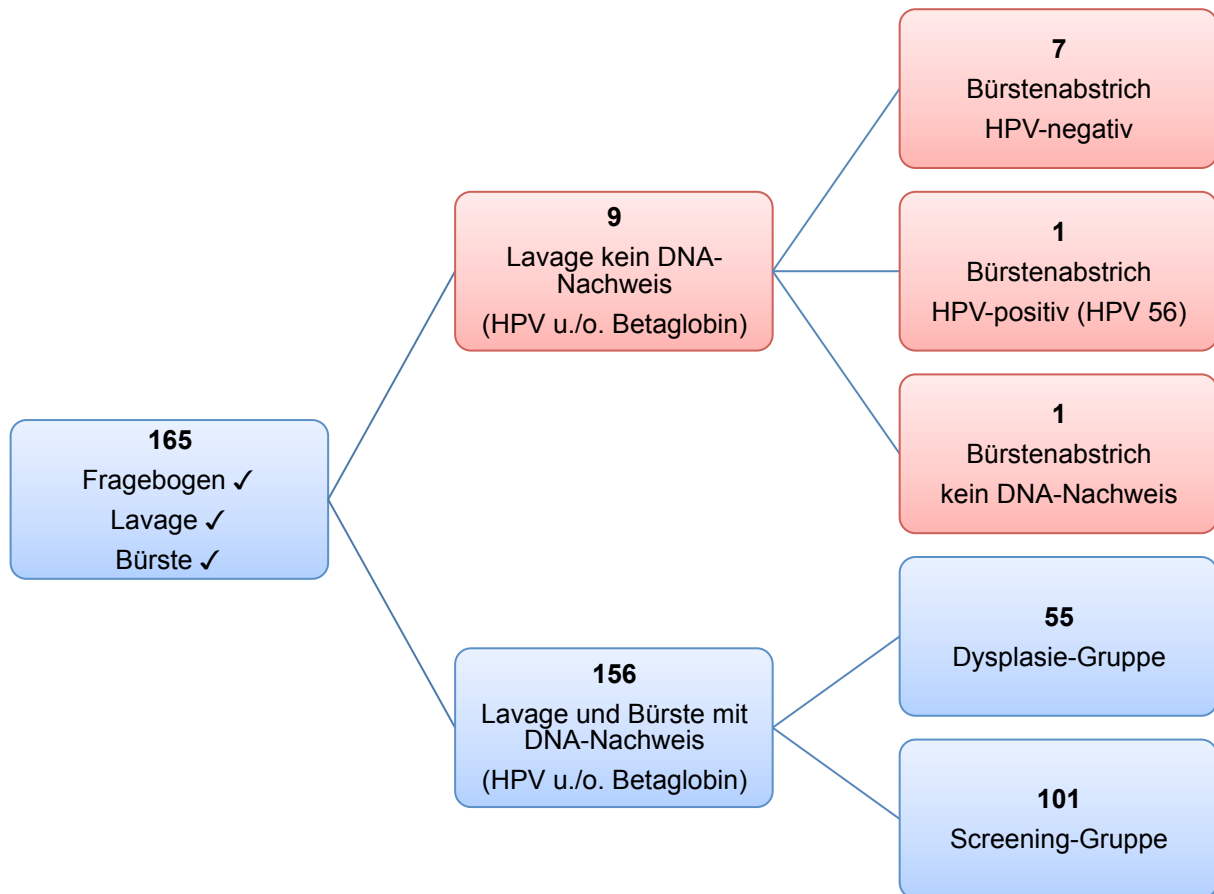 165
Fragebogen ✓
Lavage ✓
Bürste ✓
9
Lavage kein DNA-
Nachweis
(HPV u./o. Betaglobin)
156
Lavage und Bürste mit
DNA-Nachweis
(HPV u./o. Betaglobin)
7
Bürstenabstrich
HPV-negativ
1
Bürstenabstrich
HPV-positiv (HPV 56)
1
Bürstenabstrich
kein DNA-Nachweis
55
Dysplasie-Gruppe
101
Screening-Gruppe